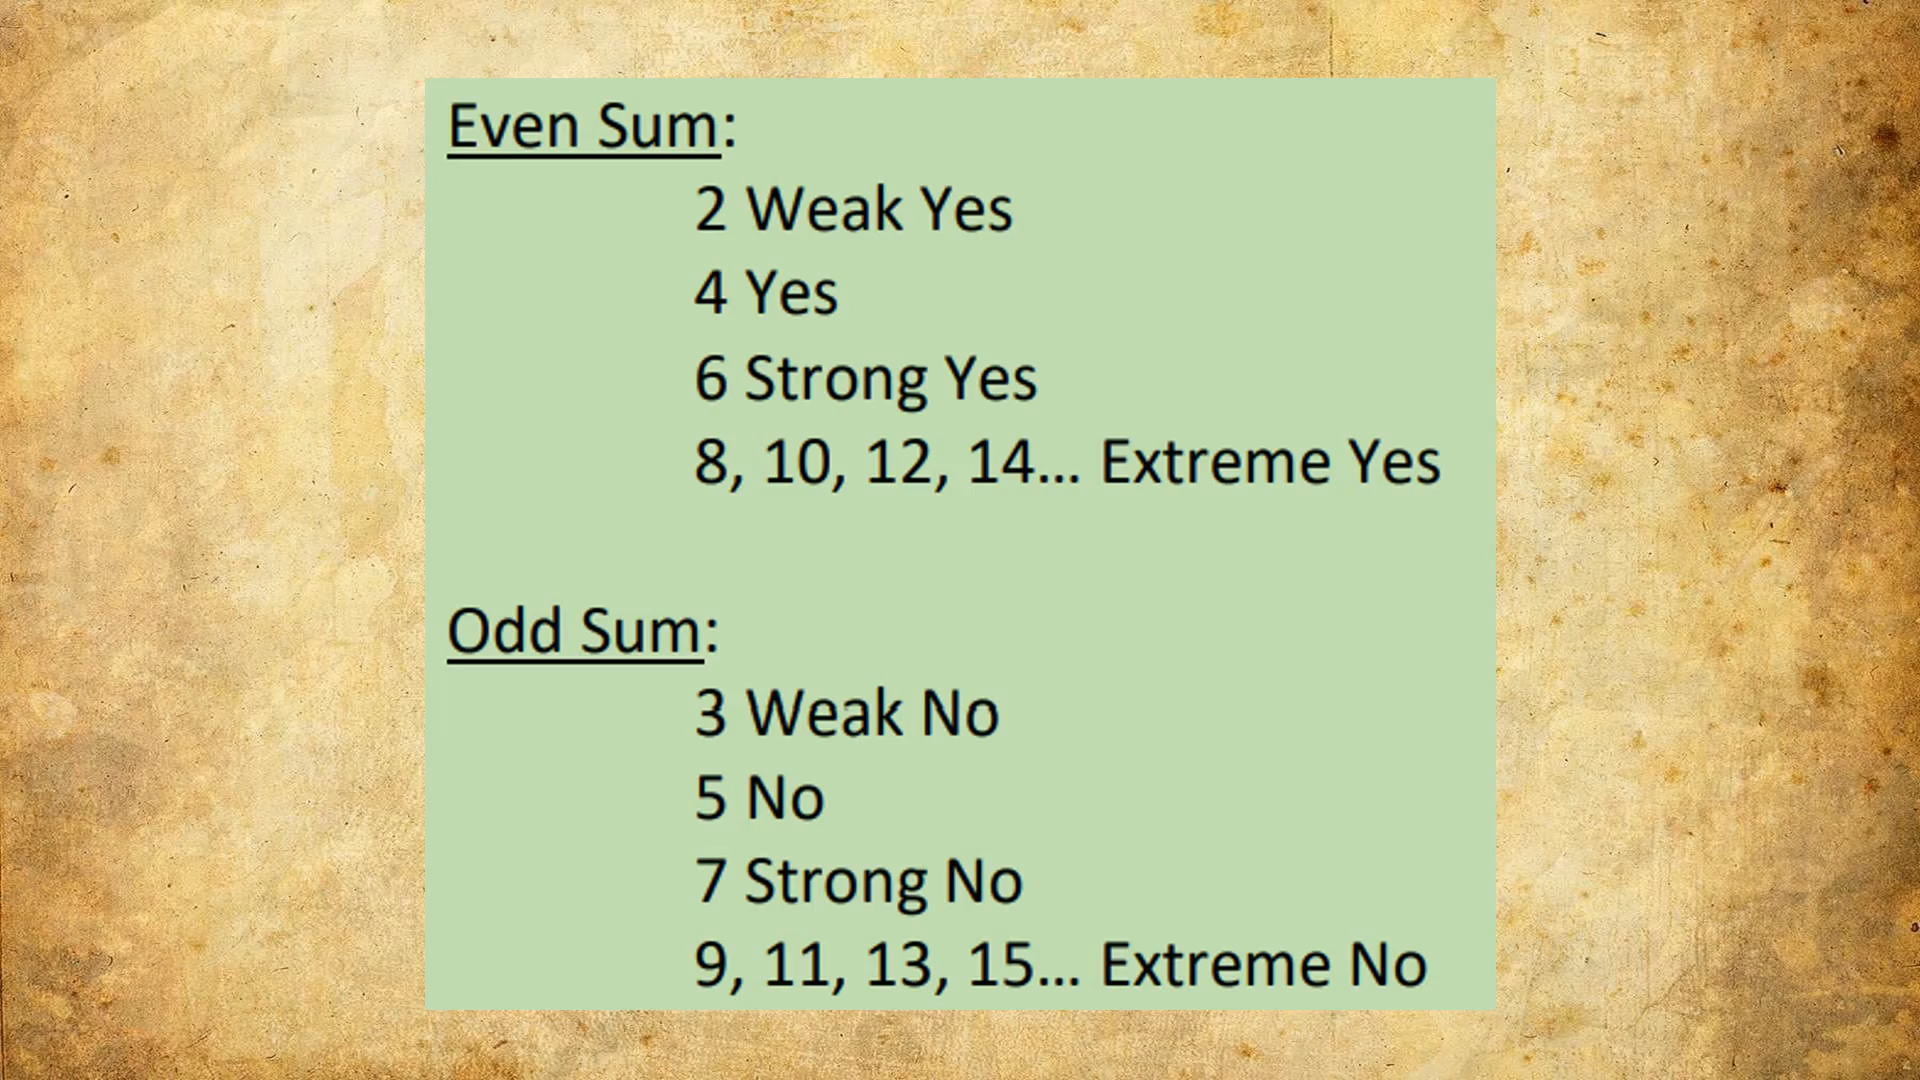 Even Sum:
2 Weak Yes
4 Yes
6 Strong Yes
8, 10, 12, 14... Extreme Yes
Odd Sum:
3 Weak No
5 No
7 Strong No
9, 11, 13, 15... Extreme No